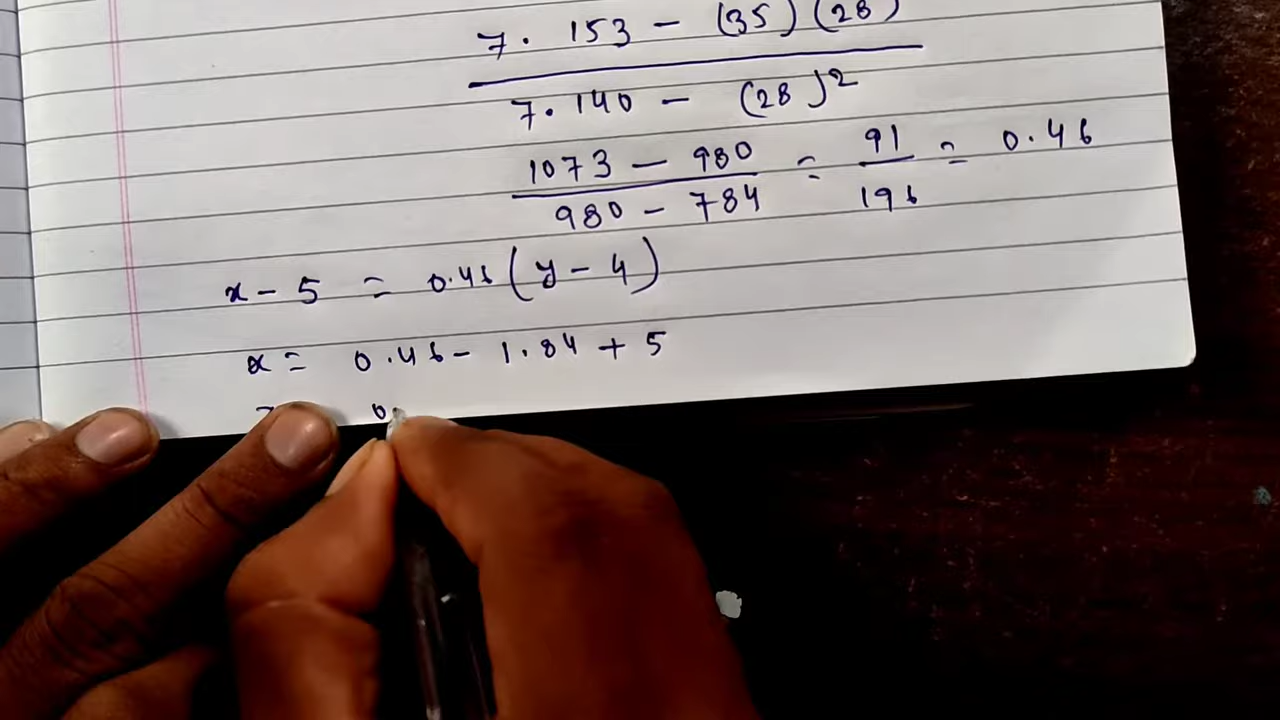 7. 153 - (35) (28)
7. 140 - (28)2
1073 - 980 = 91 = 0.46
980 - 784 196
x - 5 = 0.46 (y - 4)
x = 0.46 - 1.84 + 5